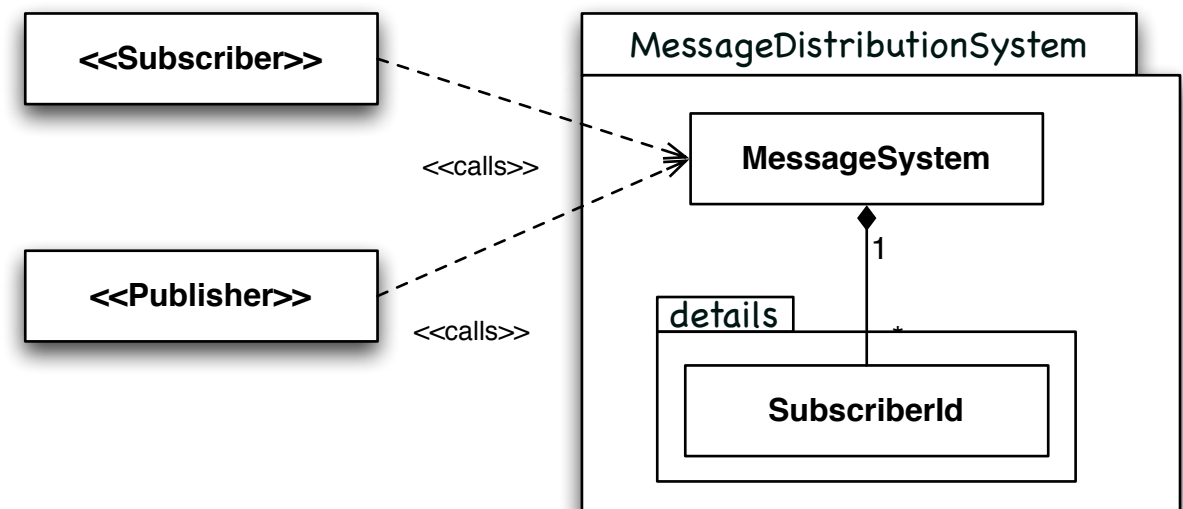 <<Subscriber>>
MessageDistributionSystem
MessageSystem
<<calls>>
1
<<Publisher>>
<<calls>>
details
*
SubscriberId